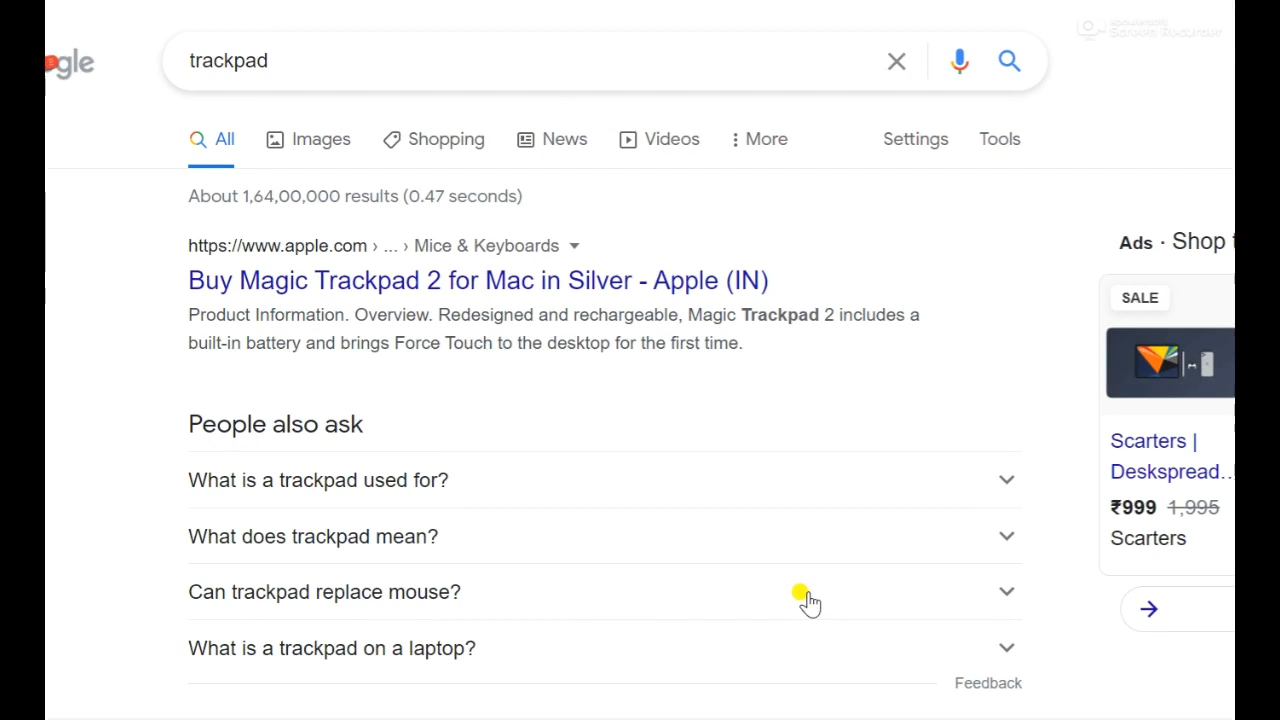 ogle
trackpad
All Images Shopping News Videos More Settings Tools
About 1,64,00,000 results (0.47 seconds)
https://www.apple.com › ... › Mice & Keyboards
Buy Magic Trackpad 2 for Mac in Silver - Apple (IN)
Product Information. Overview. Redesigned and rechargeable, Magic Trackpad 2 includes a
built-in battery and brings Force Touch to the desktop for the first time.
People also ask
What is a trackpad used for?
What does trackpad mean?
Can trackpad replace mouse?
What is a trackpad on a laptop?
Feedback
Ads · Shop t
SALE
Scarters |
Deskspread...
₹999 1,995
Scarters
Screen Recorder